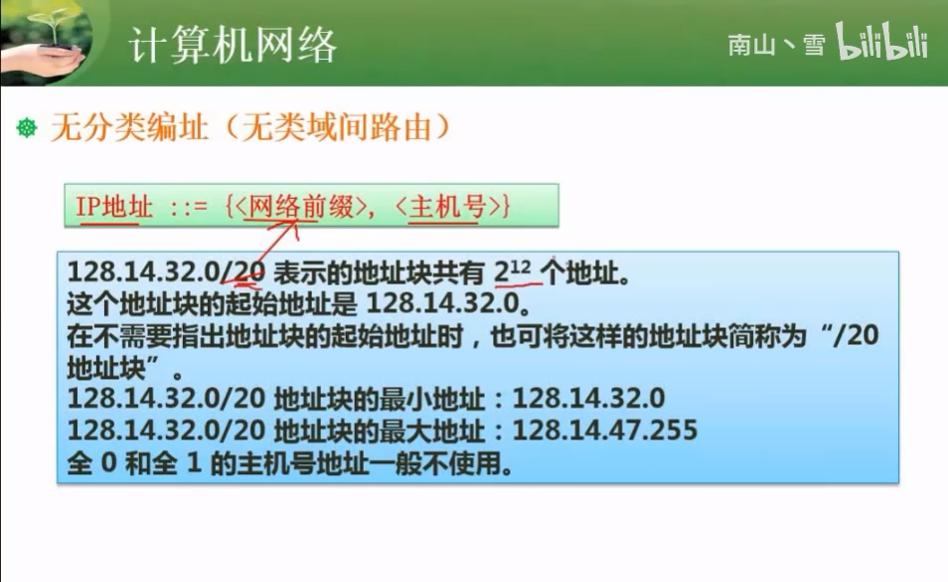 计算机网络
南山丶雪 bilibili
无分类编址（无类域间路由）
IP地址 ::= {<网络前缀>, <主机号>}
128.14.32.0/20 表示的地址块共有 2¹² 个地址。
这个地址块的起始地址是 128.14.32.0。
在不需要指出地址块的起始地址时，也可将这样的地址块简称为“/20
地址块”。
128.14.32.0/20 地址块的最小地址：128.14.32.0
128.14.32.0/20 地址块的最大地址：128.14.47.255
全 0 和全 1 的主机号地址一般不使用。